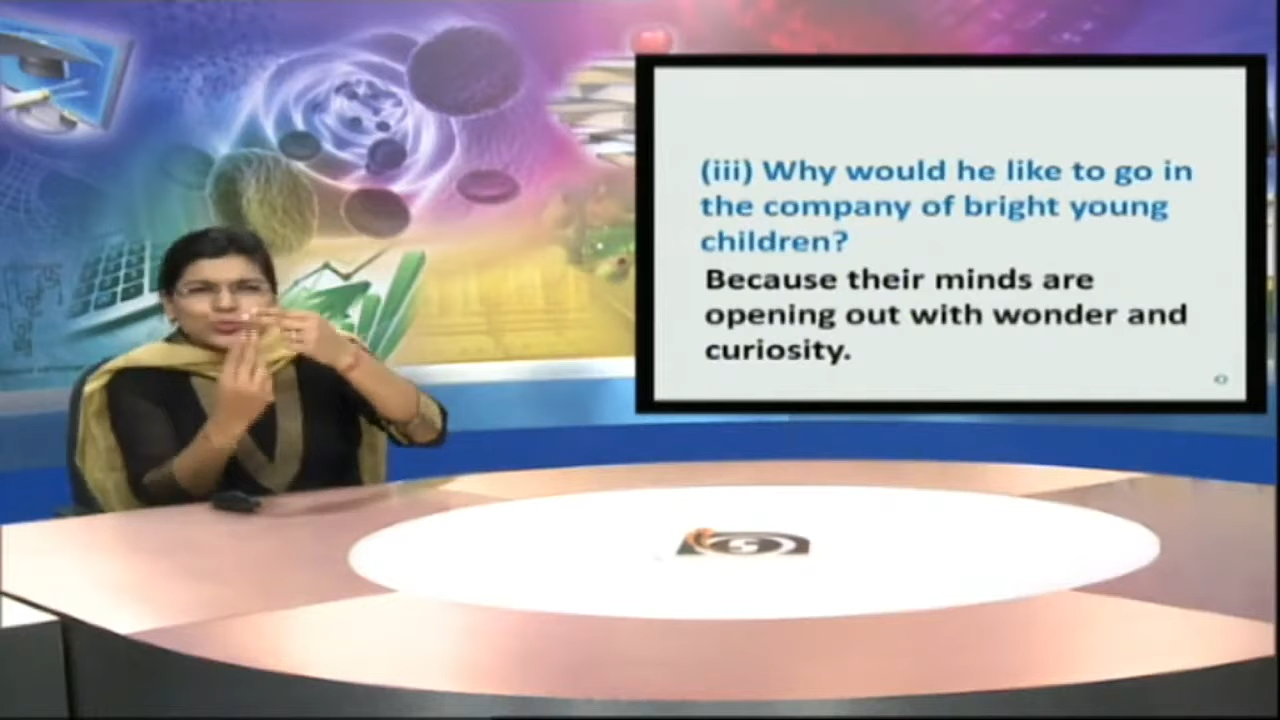 (iii) Why would he like to go in
the company of bright young
children?
Because their minds are
opening out with wonder and
curiosity.